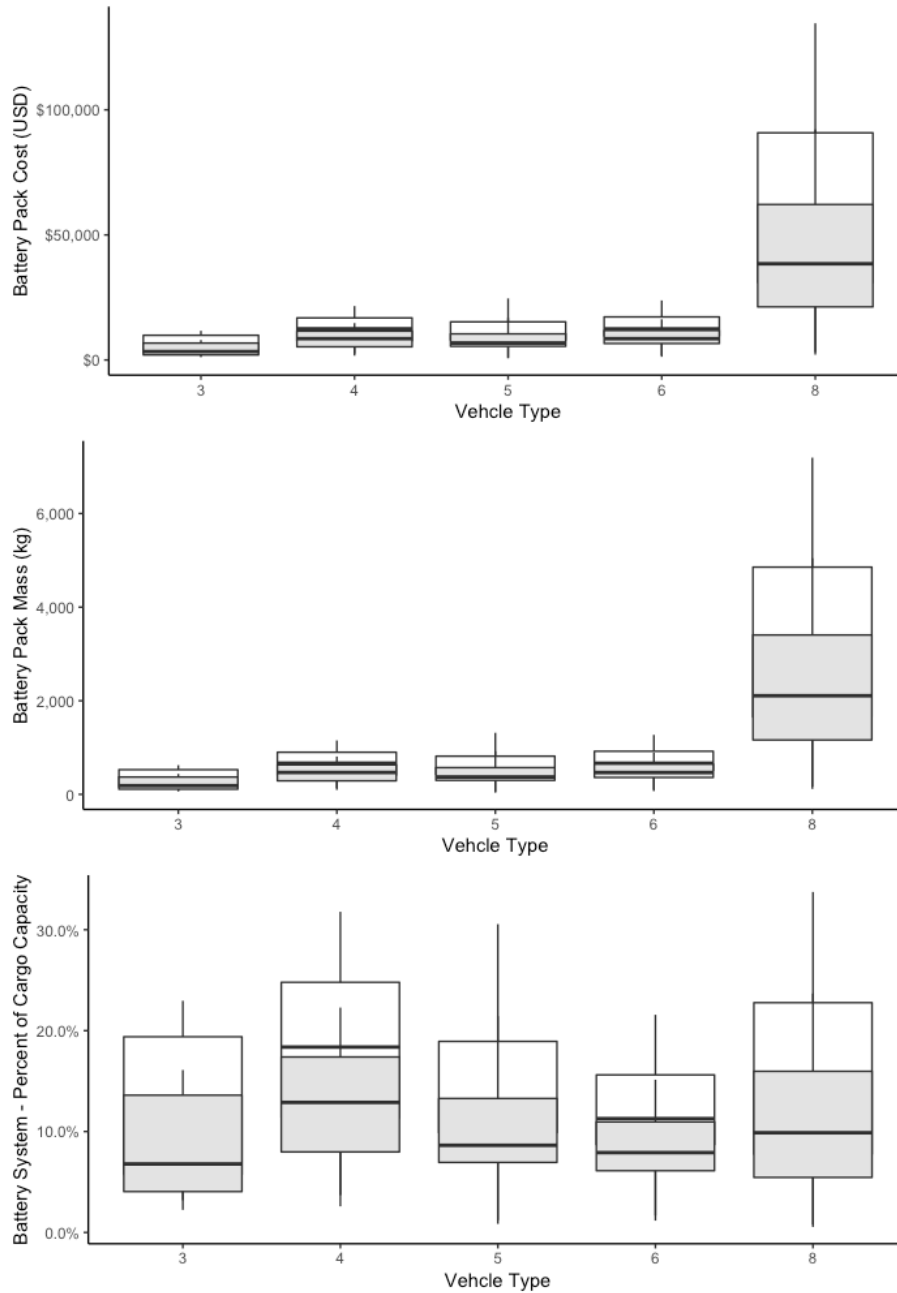 Battery Pack Cost (USD)
$100,000
$50,000
$0
3 4 5 6 8
Vehcle Type
Battery Pack Mass (kg)
6,000
4,000
2,000
0
3 4 5 6 8
Vehcle Type
Battery System - Percent of Cargo Capacity
30.0%
20.0%
10.0%
0.0%
3 4 5 6 8
Vehcle Type